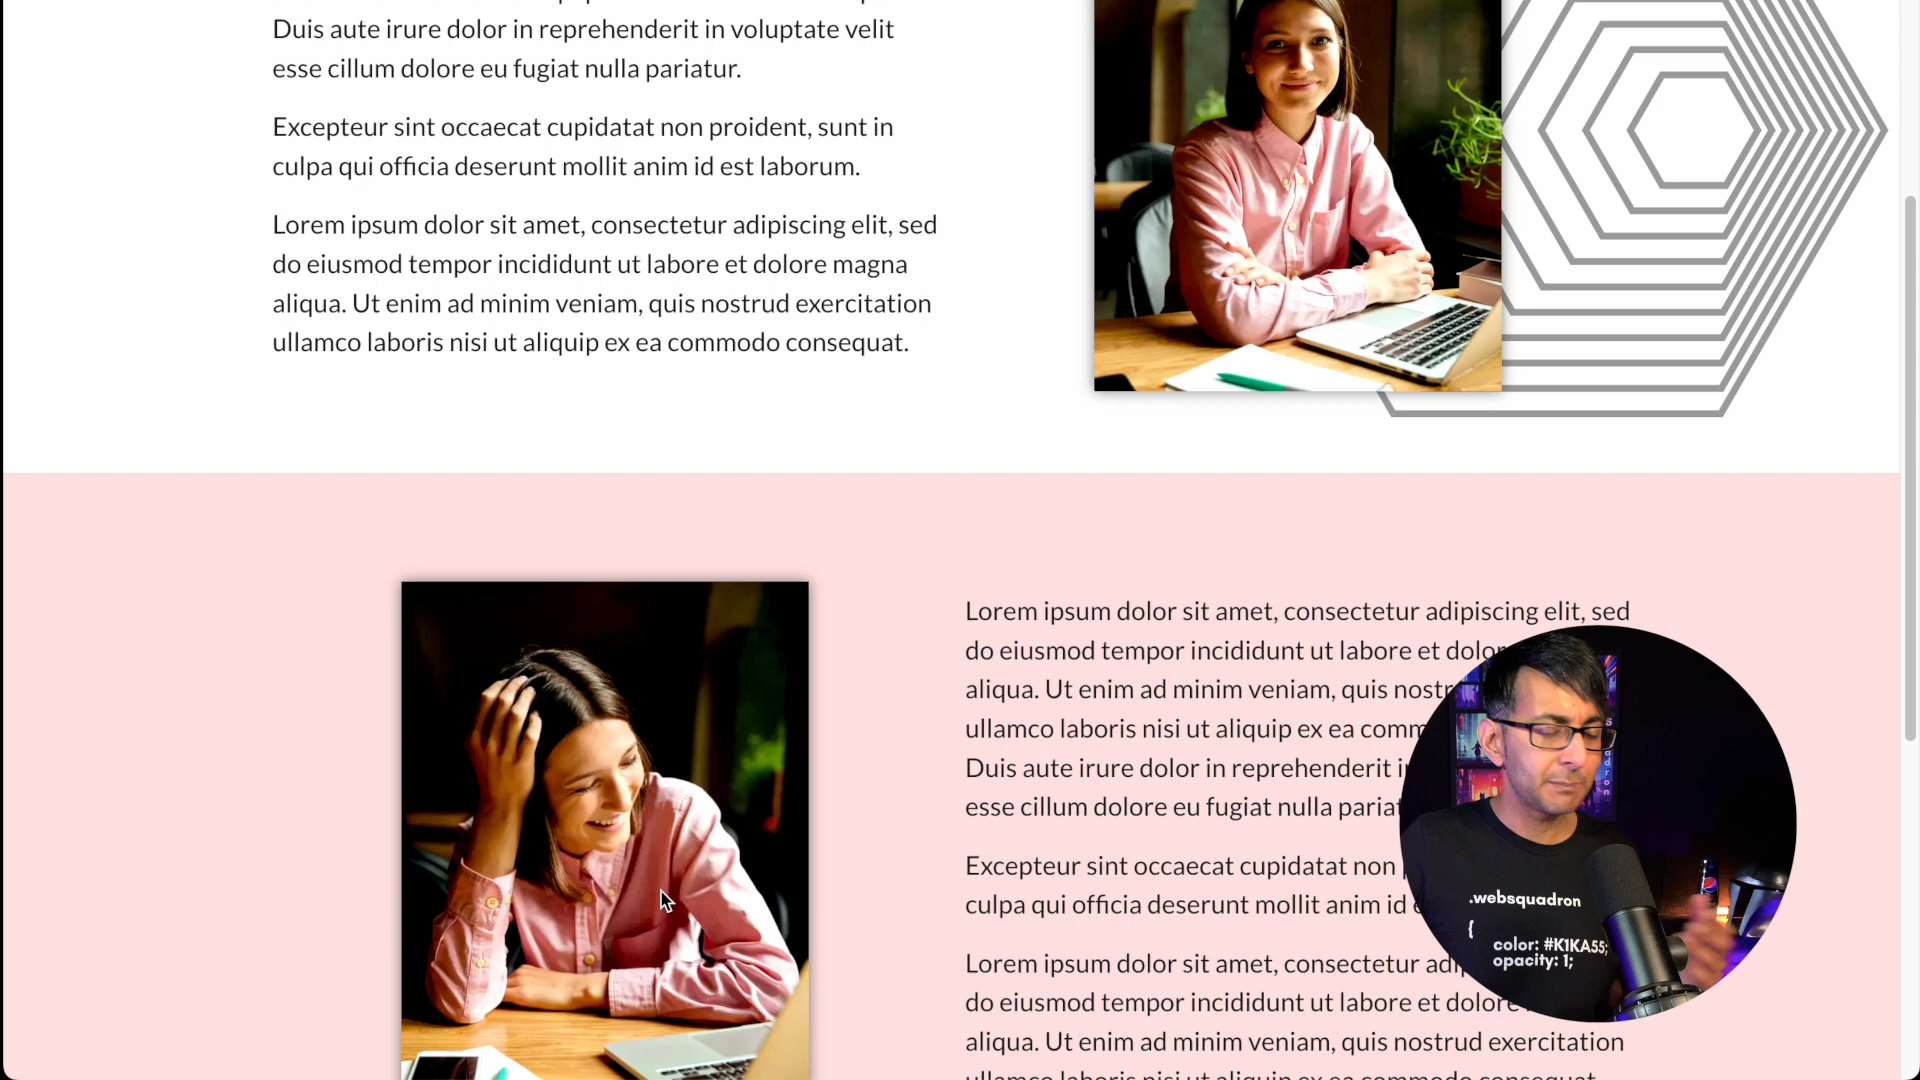 Duis aute irure dolor in reprehenderit in voluptate velit
esse cillum dolore eu fugiat nulla pariatur.
Excepteur sint occaecat cupidatat non proident, sunt in
culpa qui officia deserunt mollit anim id est laborum.
Lorem ipsum dolor sit amet, consectetur adipiscing elit, sed
do eiusmod tempor incididunt ut labore et dolore magna
aliqua. Ut enim ad minim veniam, quis nostrud exercitation
ullamco laboris nisi ut aliquip ex ea commodo consequat.
Lorem ipsum dolor sit amet, consectetur adipiscing elit, sed
do eiusmod tempor incididunt ut labore et dolor
aliqua. Ut enim ad minim veniam, quis nostr
ullamco laboris nisi ut aliquip ex ea comm
Duis aute irure dolor in reprehenderit i
esse cillum dolore eu fugiat nulla pariat
Excepteur sint occaecat cupidatat non
culpa qui officia deserunt mollit anim id
Lorem ipsum dolor sit amet, consectetur adi
do eiusmod tempor incididunt ut labore et dolore
aliqua. Ut enim ad minim veniam, quis nostrud exercitation
.websquadron
{
color: #K1KA55;
opacity: 1;